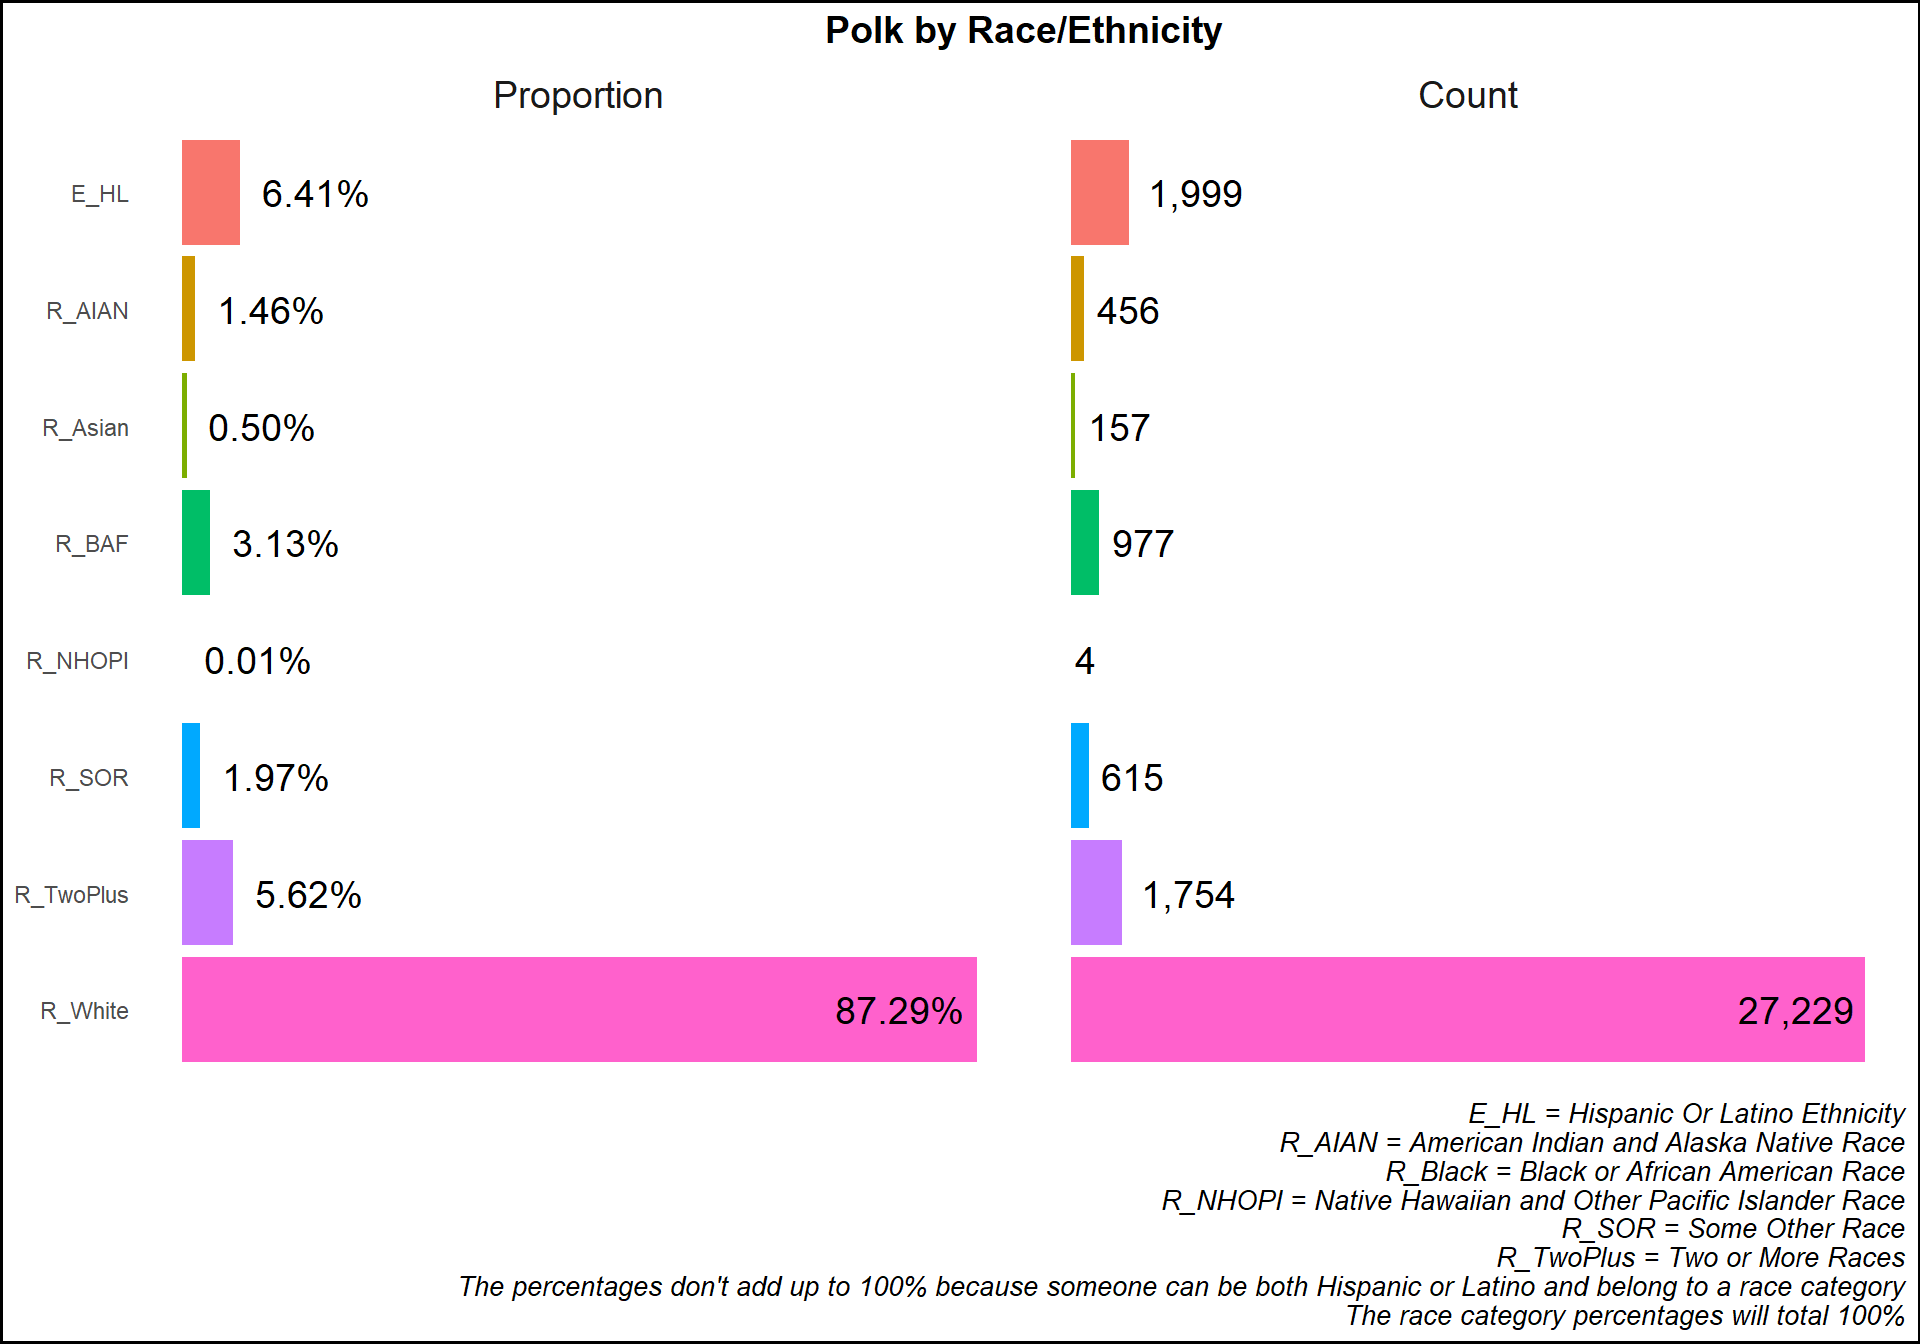 Polk by Race/Ethnicity
Proportion Count
E_HL 6.41% 1,999
R_AIAN 1.46% 456
R_Asian 0.50% 157
R_BAF 3.13% 977
R_NHOPI 0.01% 4
R_SOR 1.97% 615
R_TwoPlus 5.62% 1,754
R_White 87.29% 27,229
E_HL = Hispanic Or Latino Ethnicity
R_AIAN = American Indian and Alaska Native Race
R_Black = Black or African American Race
R_NHOPI = Native Hawaiian and Other Pacific Islander Race
R_SOR = Some Other Race
R_TwoPlus = Two or More Races
The percentages don't add up to 100% because someone can be both Hispanic or Latino and belong to a race category
The race category percentages will total 100%